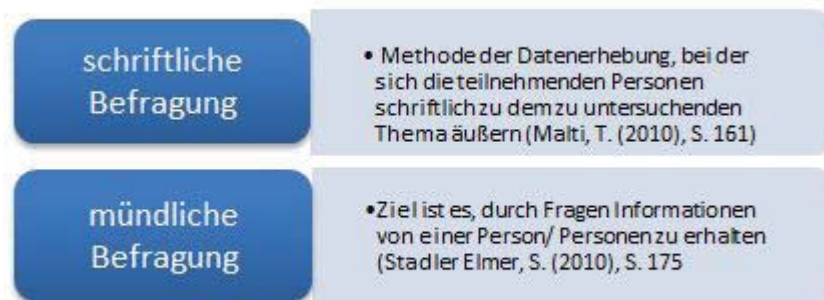 schriftliche
Befragung
• Methode der Datenerhebung, bei der
sich die teilnehmenden Personen
schriftlich zu dem zu untersuchenden
Thema äußern (Malti, T. (2010), S. 161)
mündliche
Befragung
•Ziel ist es, durch Fragen Informationen
von einer Person/ Personen zu erhalten
(Stadler Elmer, S. (2010), S. 175